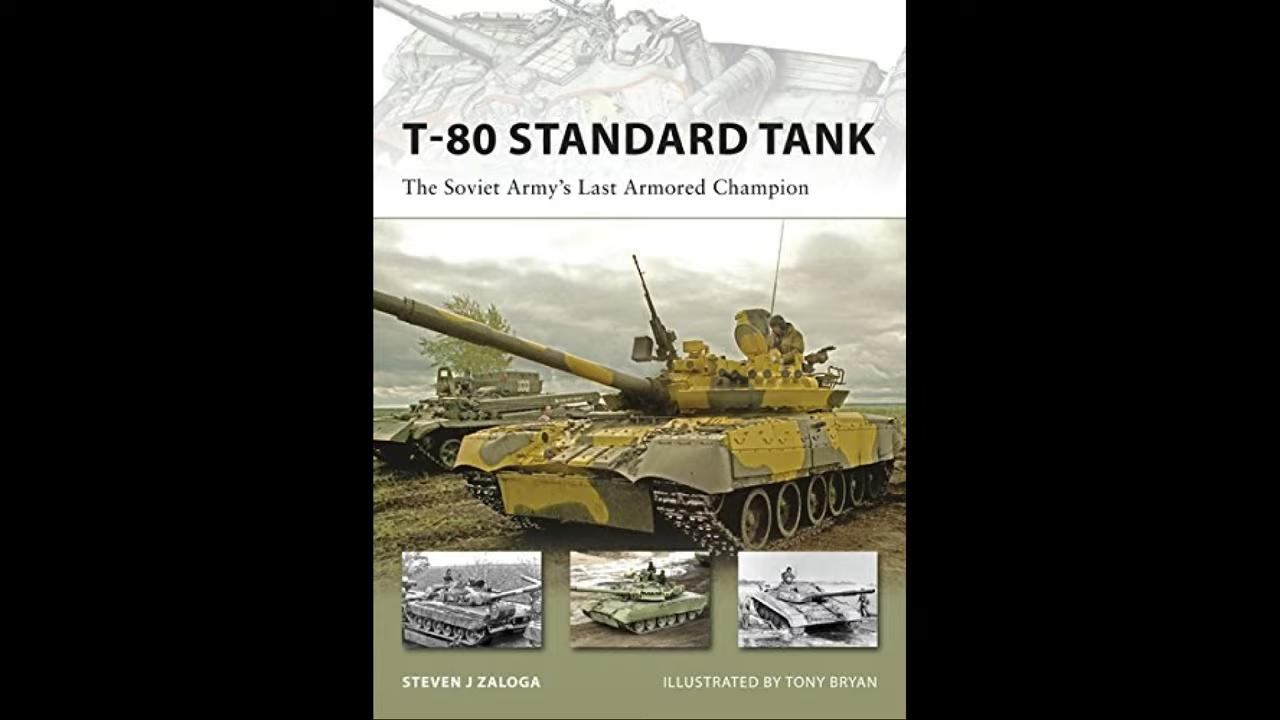 T-80 STANDARD TANK
The Soviet Army's Last Armored Champion
STEVEN J ZALOGA
ILLUSTRATED BY TONY BRYAN